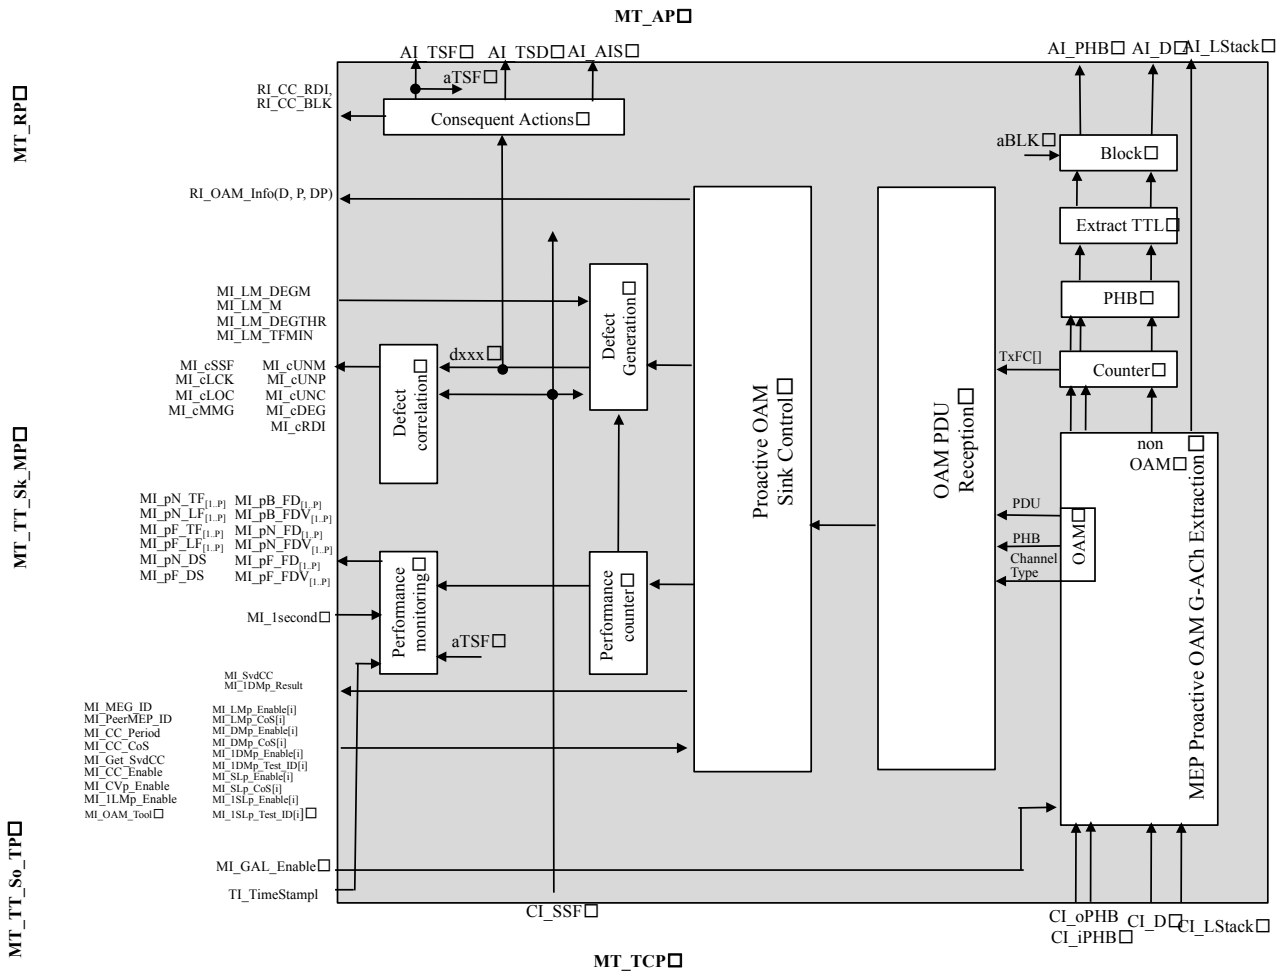 MT_AP□
AI_TSF□ AI_TSD□ AI_AIS□
AI_PHB□ AI_D□ AI_LStack□
aTSF□
RI_CC_RDI,
RI_CC_BLK
Consequent Actions□
MT_RP□
aBLK□
Block□
RI_OAM_Info(D, P, DP)
Extract TTL□
MI_LM_DEGM
MI_LM_M
MI_LM_DEGTHR
MI_LM_TFMIN
Defect
Generation□
PHB□
dxxx□
TxFC[]
Counter□
MI_cSSF MI_cUNM
MI_cLCK MI_cUNP
MI_cLOC MI_cUNC
MI_cMMG MI_cDEG
MI_cRDI
Defect
correlation□
Proactive OAM
Sink Control□
OAM PDU
Reception□
non
OAM□
MEP Proactive OAM G-ACh Extraction□
MT_TT_Sk_MP□
MI_pN_TF[1..P] MI_pB_FD[1..P]
MI_pN_LF[1..P] MI_pB_FDV[1..P]
MI_pF_TF[1..P] MI_pN_FD[1..P]
MI_pF_LF[1..P] MI_pN_FDV[1..P]
MI_pN_DS MI_pF_FD[1..P]
MI_pF_DS MI_pF_FDV[1..P]
PDU
PHB
Channel
Type
OAM□
Performance
monitoring□
Performance
counter□
MI_1second□
aTSF□
MI_SvdCC
MI_1DMp_Result
MI_MEG_ID MI_LMp_Enable[i]
MI_PeerMEP_ID MI_LMp_CoS[i]
MI_CC_Period MI_DMp_Enable[i]
MI_CC_CoS MI_DMp_CoS[i]
MI_Get_SvdCC MI_1DMp_Enable[i]
MI_CC_Enable MI_1DMp_Test_ID[i]
MI_CVp_Enable MI_SLp_Enable[i]
MI_1LMp_Enable MI_SLp_CoS[i]
MI_1SLp_Enable[i]
MI_OAM_Tool□ MI_1SLp_Test_ID[i]□
MT_TT_So_TP□
MI_GAL_Enable□
TI_TimeStampl
CI_SSF□
CI_oPHB
CI_iPHB□
CI_D□
CI_LStack□
MT_TCP□